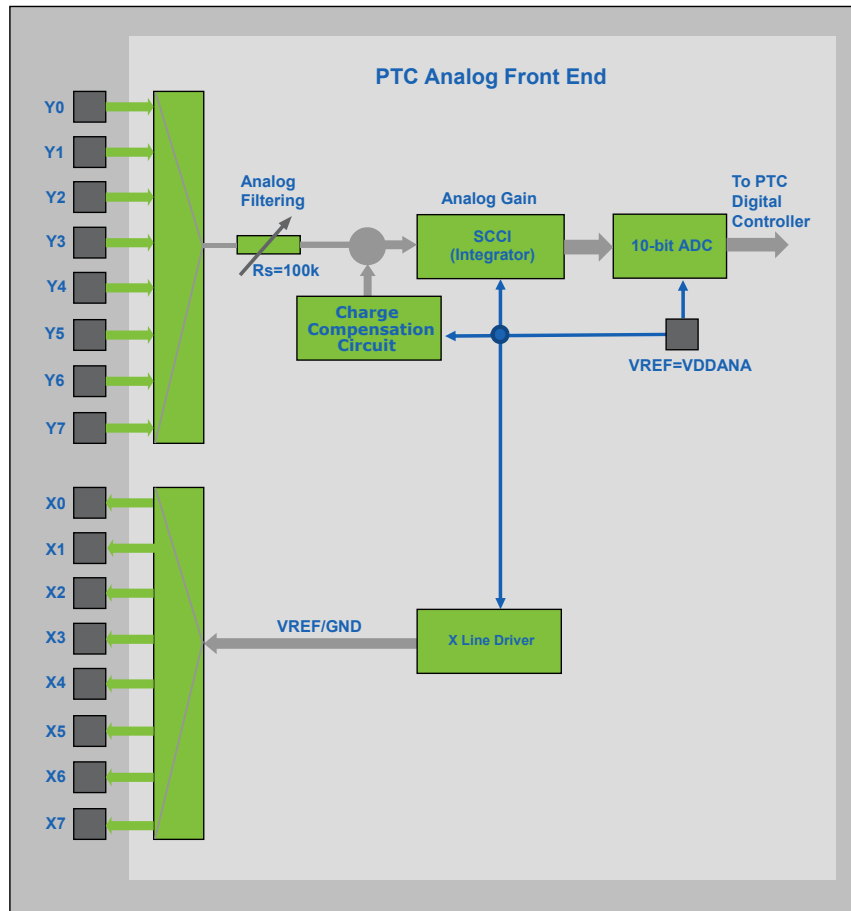 PTC Analog Front End
Y0
Y1
Y2
Y3
Y4
Y5
Y6
Y7
Analog
Filtering
Rs=100k
Analog Gain
SCCI
(Integrator)
10-bit ADC
To PTC
Digital
Controller
Charge
Compensation
Circuit
VREF=VDDANA
X0
X1
X2
X3
X4
X5
X6
X7
VREF/GND
X Line Driver